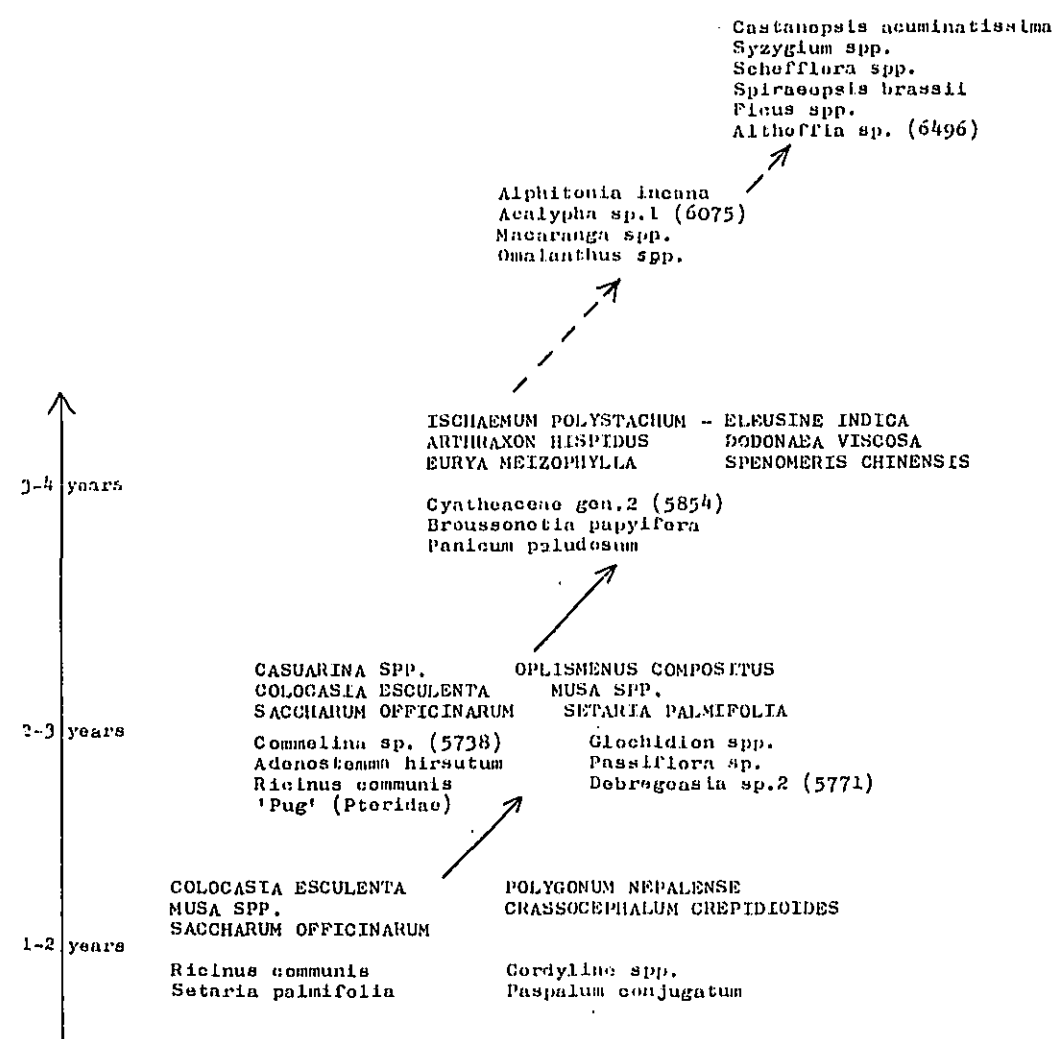 Castanopsis acuminatissima
Syzygium spp.
Schefflera spp.
Spiraeopsis brassii
Ficus spp.
Althoffia sp. (6496)
Alphitonia incana
Acalypha sp.1 (6075)
Macaranga spp.
Omalanthus spp.
ISCHAEMUM POLYSTACHUM - ELEUSINE INDICA
ARTHRAXON HISPIDUS DODONAEA VISCOSA
EURYA MEIZOPHYLLA SPENOMERIS CHINENSIS
3-4 years
Cyatheaceae gen.2 (5854)
Broussonetia papyifera
Panicum paludosum
CASUARINA SPP. OPLISMENUS COMPOSITUS
COLOCASIA ESCULENTA MUSA SPP.
SACCHARUM OFFICINARUM SETARIA PALMIFOLIA
2-3 years
Commelina sp. (5738) Glochidion spp.
Adenostemma hirsutum Passiflora sp.
Ricinus communis Debregeasia sp.2 (5771)
'Pug' (Pteridae)
COLOCASIA ESCULENTA POLYGONUM NEPALENSE
MUSA SPP. CRASSOCEPHALUM CREPIDIOIDES
SACCHARUM OFFICINARUM
1-2 years
Ricinus communis Cordyline spp.
Setaria palmifolia Paspalum conjugatum